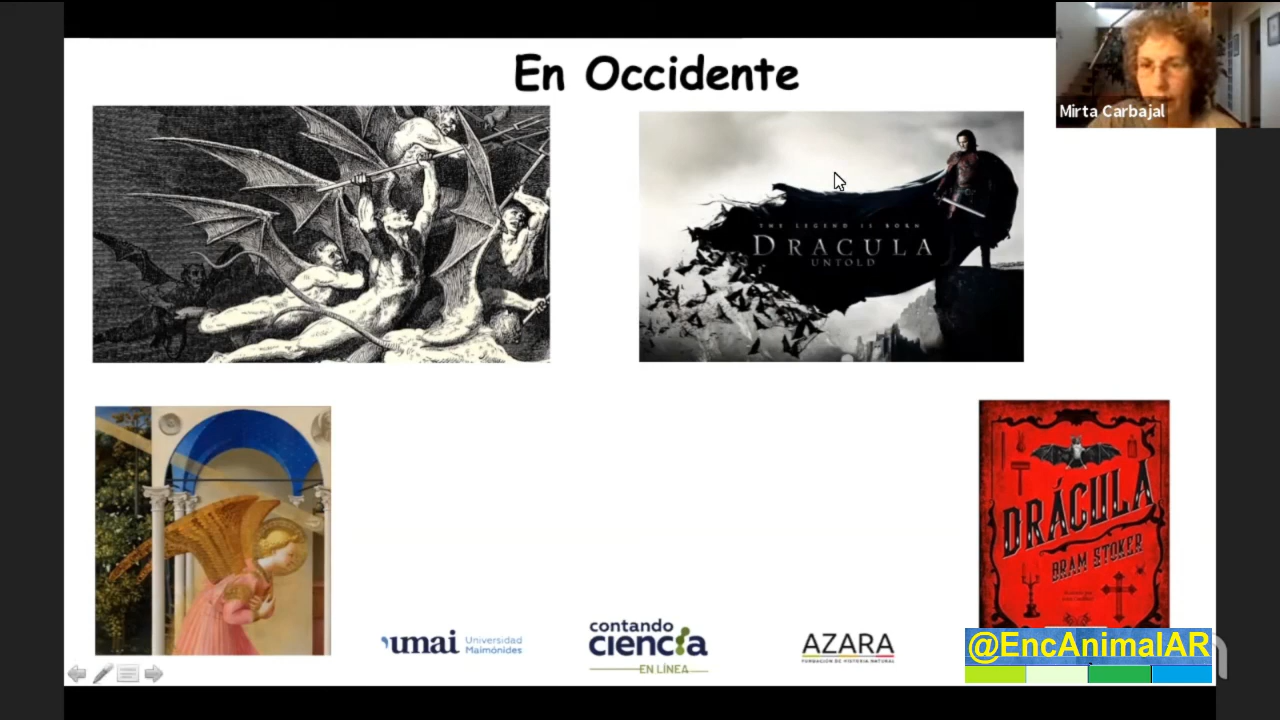 En Occidente
Mirta Carbajal
THE LEGEND IS BORN
DRACULA
UNTOLD
DRÁCULA
BRAM STOKER
umai Universidad
Maimónides
contando
ciencia
EN LÍNEA
AZARA
FUNDACIÓN DE HISTORIA NATURAL
@EncAnimalAR